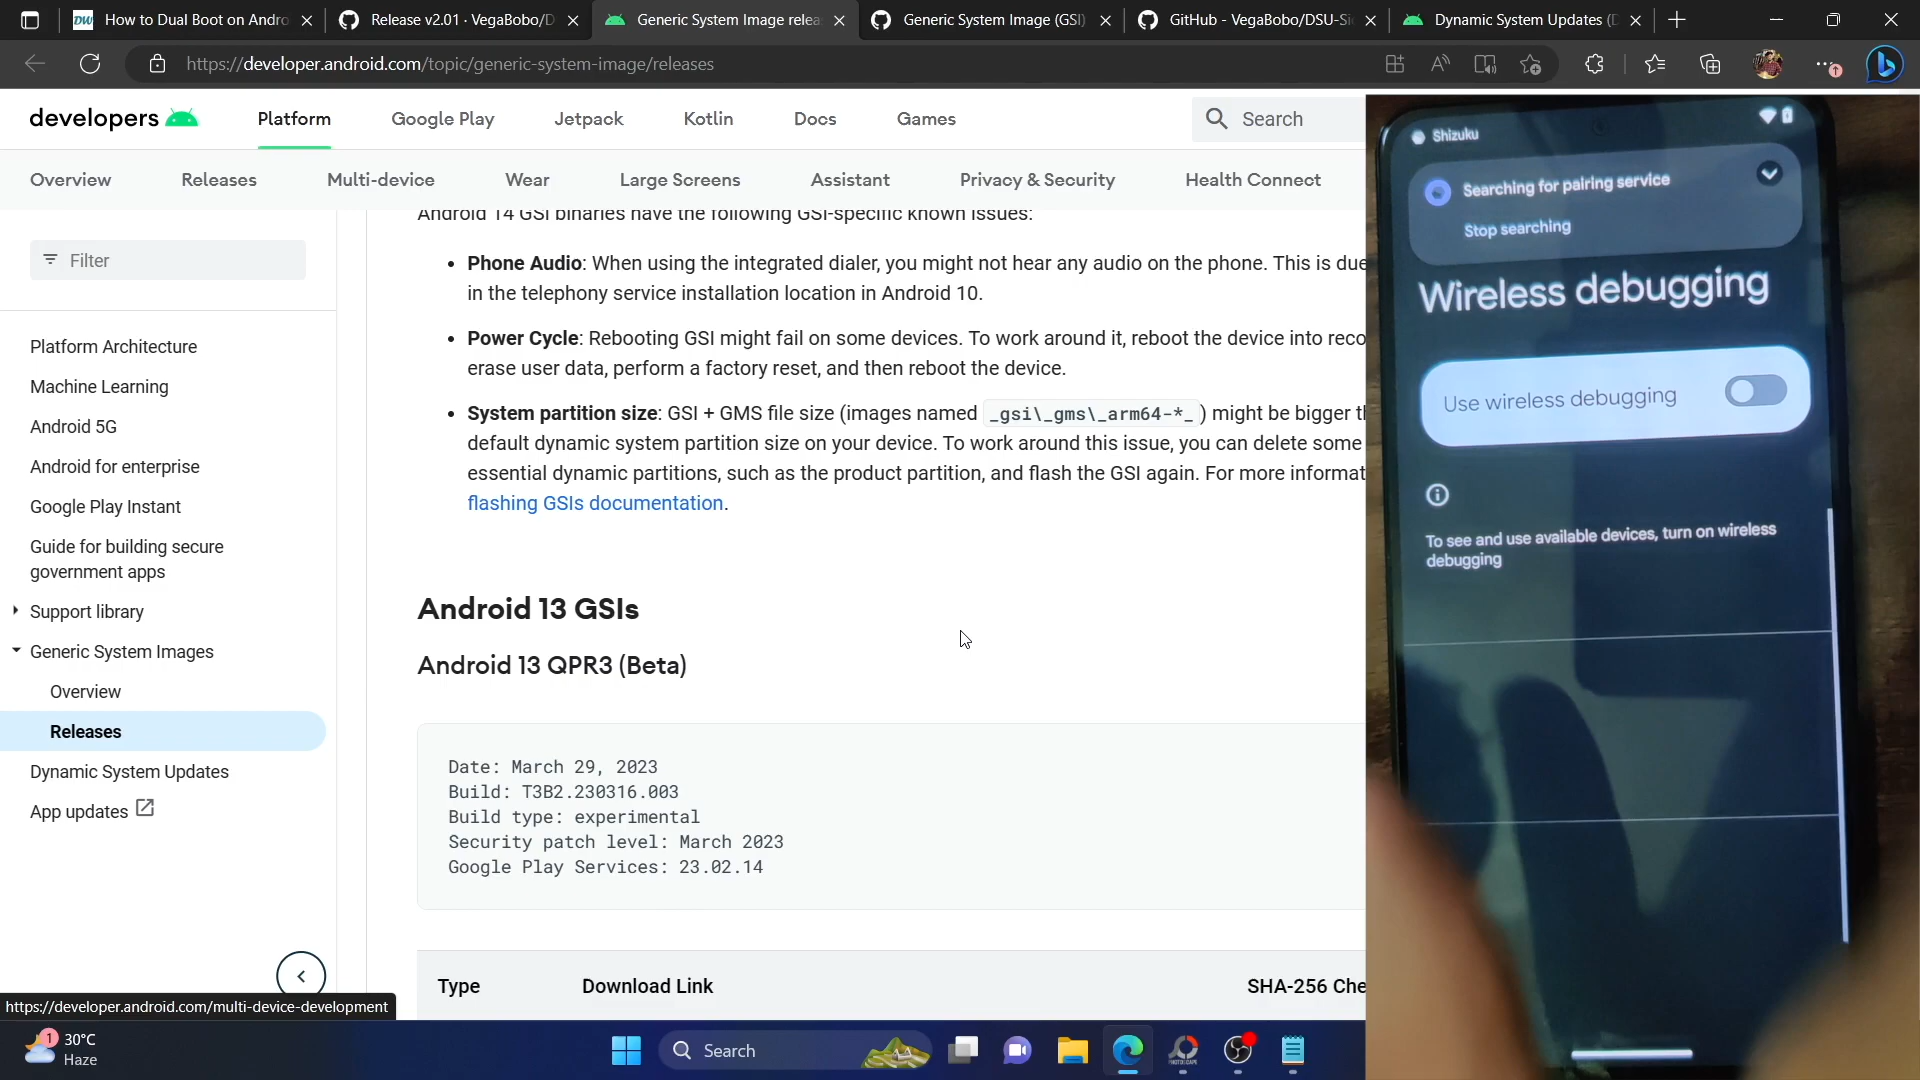 How to Dual Boot on Andro
Release v2.01 · VegaBobo/D
Generic System Image relea
Generic System Image (GSI)
GitHub - VegaBobo/DSU-Si
Dynamic System Updates (D
https://developer.android.com/topic/generic-system-image/releases
developers
Platform
Google Play
Jetpack
Kotlin
Docs
Games
Search
Overview
Releases
Multi-device
Wear
Large Screens
Assistant
Privacy & Security
Health Connect
Filter
Platform Architecture
Machine Learning
Android 5G
Android for enterprise
Google Play Instant
Guide for building secure
government apps
Support library
Generic System Images
Overview
Releases
Dynamic System Updates
App updates
https://developer.android.com/multi-device-development
Android 14 GSI binaries have the following GSI-specific known issues:
• Phone Audio: When using the integrated dialer, you might not hear any audio on the phone. This is due
in the telephony service installation location in Android 10.
• Power Cycle: Rebooting GSI might fail on some devices. To work around it, reboot the device into reco
erase user data, perform a factory reset, and then reboot the device.
• System partition size: GSI + GMS file size (images named _gsi\_gms\_arm64-*_) might be bigger th
default dynamic system partition size on your device. To work around this issue, you can delete some
essential dynamic partitions, such as the product partition, and flash the GSI again. For more informat
flashing GSIs documentation.
Android 13 GSIs
Android 13 QPR3 (Beta)
Date: March 29, 2023
Build: T3B2.230316.003
Build type: experimental
Security patch level: March 2023
Google Play Services: 23.02.14
Type
Download Link
SHA-256 Che
Shizuku
Searching for pairing service
Stop searching
Wireless debugging
Use wireless debugging
To see and use available devices, turn on wireless
debugging
1
30°C
Haze
Search